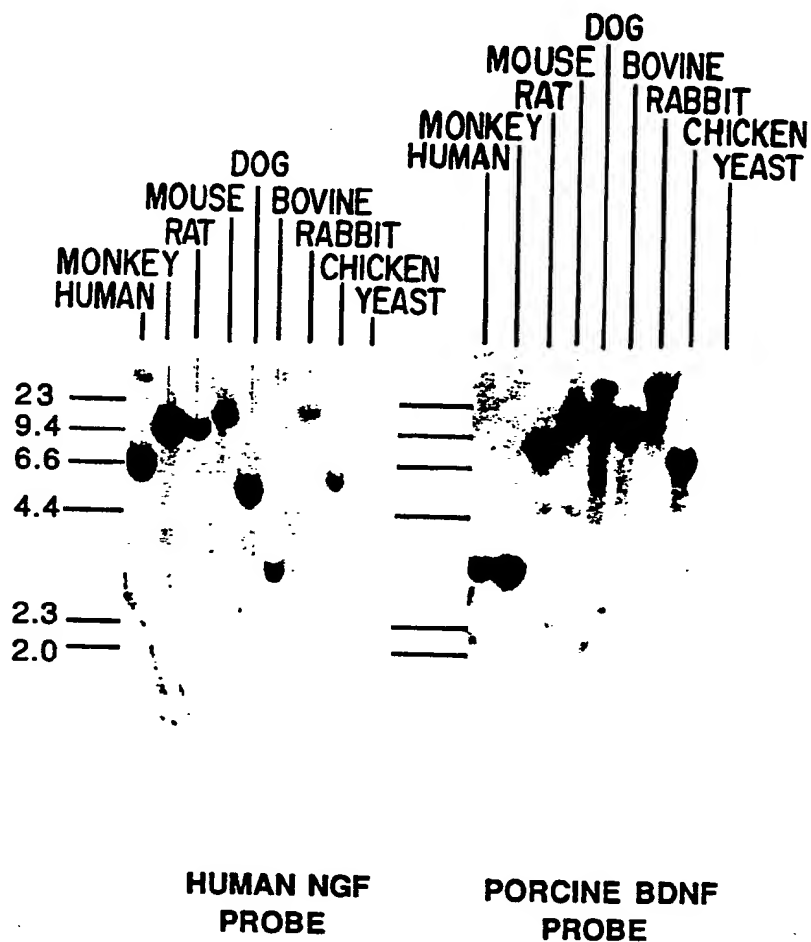 DOG
MOUSE BOVINE
RAT RABBIT
MONKEY CHICKEN
HUMAN YEAST
23
9.4
6.6
4.4
2.3
2.0
HUMAN NGF
PROBE
DOG
MOUSE BOVINE
RAT RABBIT
MONKEY CHICKEN
HUMAN YEAST
PORCINE BDNF
PROBE